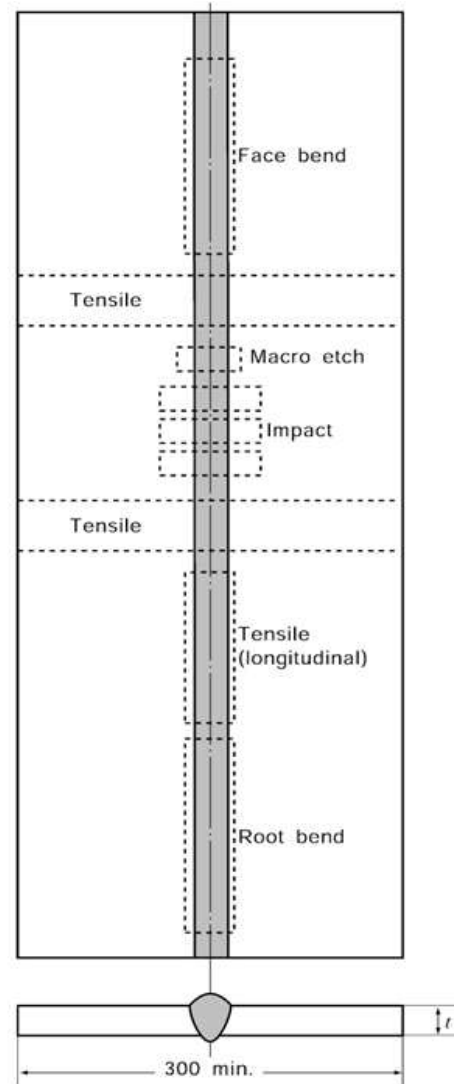 Face bend
Tensile
Macro etch
Impact
Tensile
Tensile
(longitudinal)
Root bend
t
300 min.